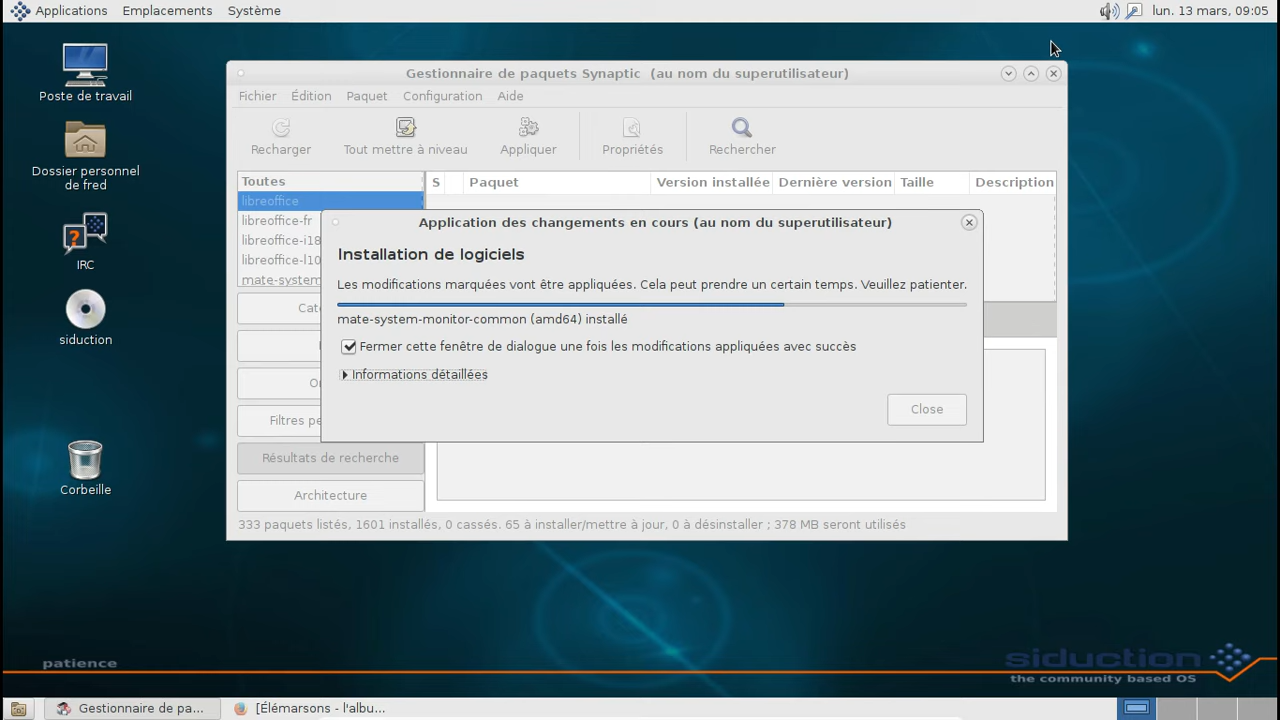 Applications Emplacements Système lun. 13 mars, 09:05
Poste de travail
Dossier personnel
de fred
IRC
siduction
Corbeille
Gestionnaire de paquets Synaptic (au nom du superutilisateur)
Fichier Édition Paquet Configuration Aide
Recharger Tout mettre à niveau Appliquer Propriétés Rechercher
Toutes
libreoffice
libreoffice-fr
libreoffice-i18
libreoffice-l10
mate-system
S Paquet Version installée Dernière version Taille Description
Application des changements en cours (au nom du superutilisateur)
Installation de logiciels
Les modifications marquées vont être appliquées. Cela peut prendre un certain temps. Veuillez patienter.
mate-system-monitor-common (amd64) installé
Fermer cette fenêtre de dialogue une fois les modifications appliquées avec succès
Informations détaillées
Close
Filtres pe
Résultats de recherche
Architecture
333 paquets listés, 1601 installés, 0 cassés. 65 à installer/mettre à jour, 0 à désinstaller ; 378 MB seront utilisés
patience
siduction
the community based OS
Gestionnaire de pa... [Élémarsons - l'albu...